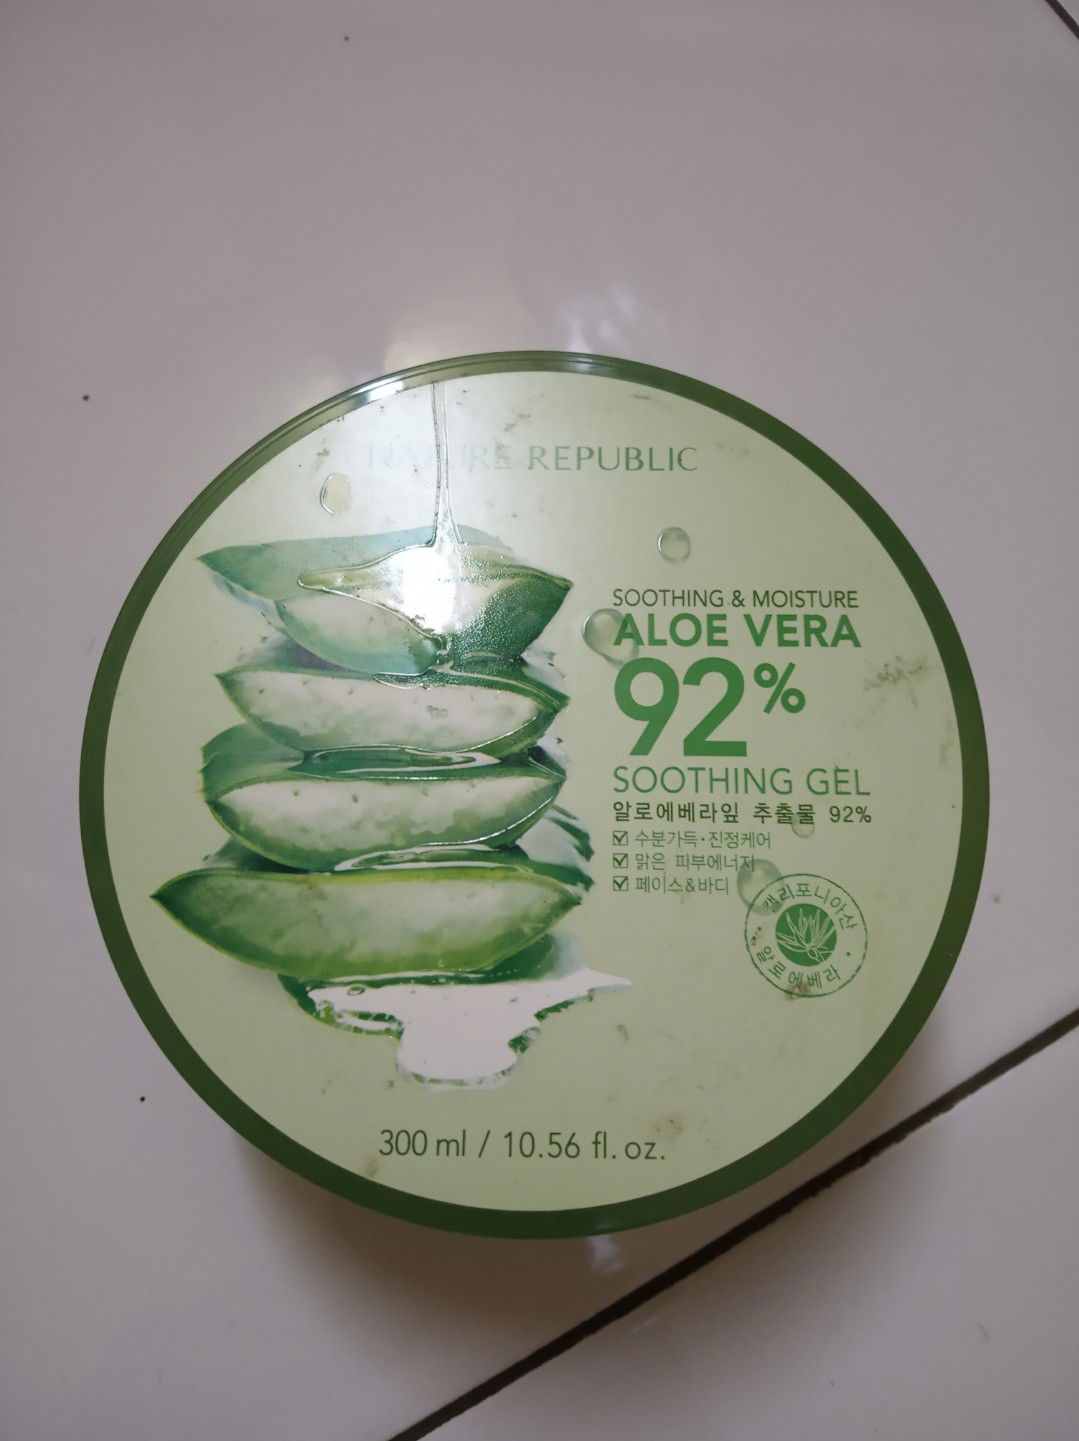 NATURE REPUBLIC
SOOTHING & MOISTURE
ALOE VERA
92%
SOOTHING GEL
알로에베라잎 추출물 92%
수분가득·진정케어
맑은 피부에너지
페이스&바디
캘리포니아산
알로에베라
300 ml / 10.56 fl. oz.